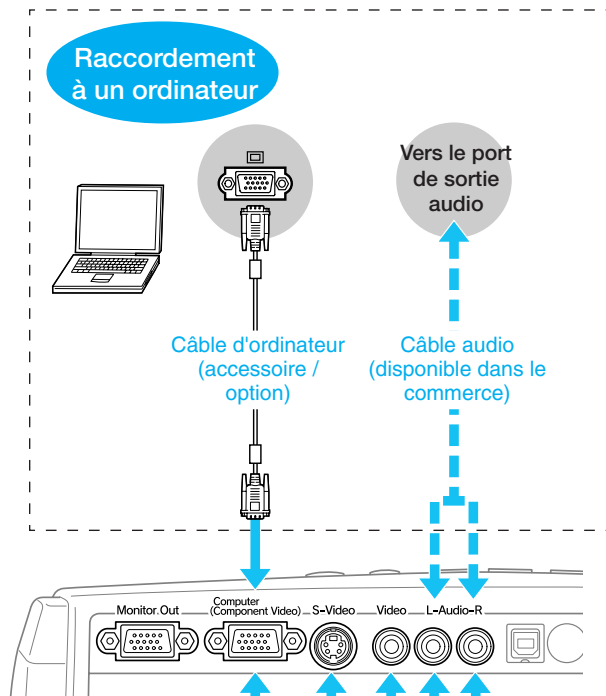 Raccordement
à un ordinateur
Vers le port
de sortie
audio
Câble d'ordinateur
(accessoire /
option)
Câble audio
(disponible dans le
commerce)
Monitor Out
Computer
(Component Video)
S-Video
Video
L-Audio-R